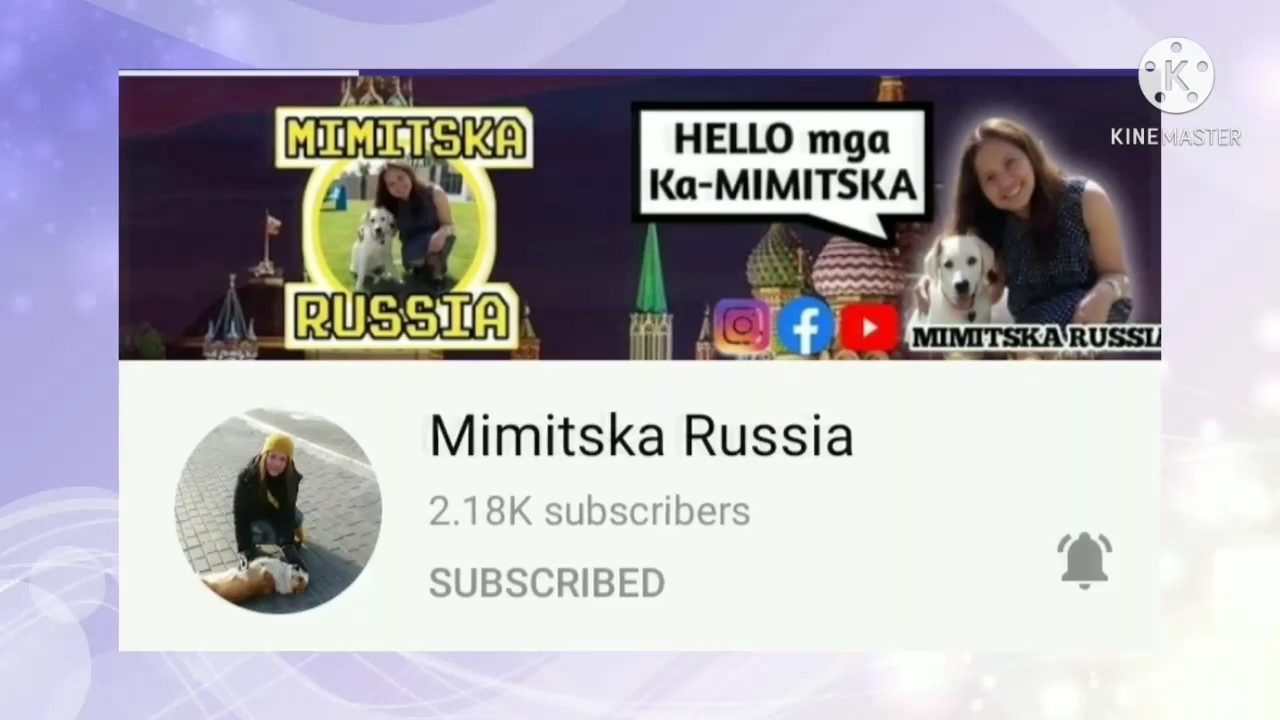 K
KINEMASTER
MIMITSKA
RUSSIA
HELLO mga
Ka-MIMITSKA
MIMITSKA RUSSIA
Mimitska Russia
2.18K subscribers
SUBSCRIBED